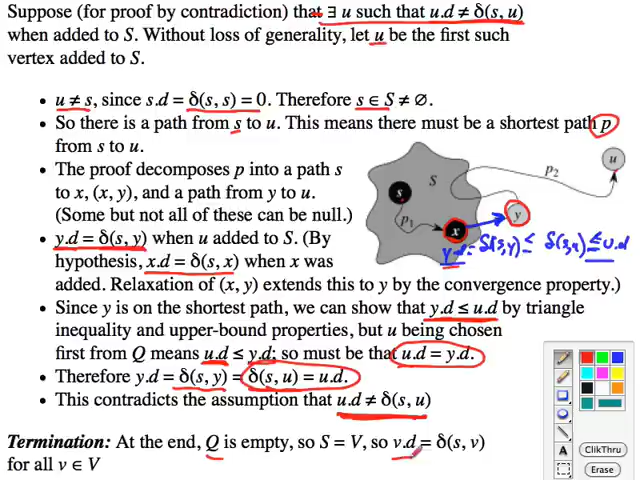 Suppose (for proof by contradiction) that ∃ u such that u.d ≠ δ(s, u)
when added to S. Without loss of generality, let u be the first such
vertex added to S.
• u ≠ s, since s.d = δ(s, s) = 0. Therefore s ∈ S ≠ ∅.
• So there is a path from s to u. This means there must be a shortest path p
from s to u.
• The proof decomposes p into a path s
to x, (x, y), and a path from y to u.
(Some but not all of these can be null.)
• y.d = δ(s, y) when u added to S. (By
hypothesis, x.d = δ(s, x) when x was
added. Relaxation of (x, y) extends this to y by the convergence property.)
S
s
p1
x
y
p2
u
y.d = δ(s,y) ≤ δ(s,u) ≤ u.d
• Since y is on the shortest path, we can show that y.d ≤ u.d by triangle
inequality and upper-bound properties, but u being chosen
first from Q means u.d ≤ y.d; so must be that u.d = y.d.
• Therefore y.d = δ(s, y) = δ(s, u) = u.d.
• This contradicts the assumption that u.d ≠ δ(s, u)
Termination: At the end, Q is empty, so S = V, so v.d = δ(s, v)
for all v ∈ V
A
ClikThru
Erase